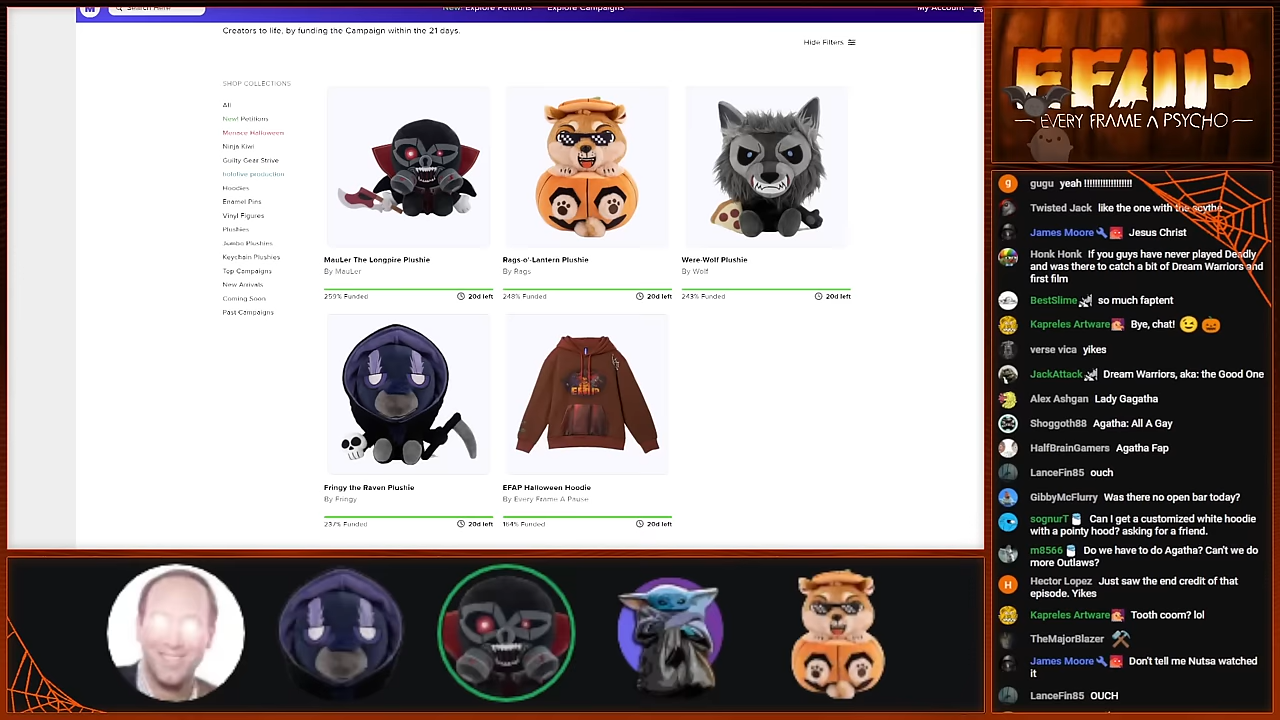 Search Here
New! Explore Petitions
Explore Campaigns
My Account
Creators to life, by funding the Campaign within the 21 days.
Hide Filters
SHOP COLLECTIONS
All
New! Petitions
Menace Halloween
Ninja Kiwi
Guilty Gear Strive
Infotive production
Hoodies
Enamel Pins
Vinyl Figures
Plushies
Jumbo Plushies
Keychain Plushies
Top Campaigns
New Arrivals
Coming Soon
Past Campaigns
MauLer The Longpire Plushie
By MauLer
259% Funded
20d left
Rags-o'-Lantern Plushie
By Rags
248% Funded
20d left
Were-Wolf Plushie
By Wolf
243% Funded
20d left
Fringy the Raven Plushie
By Fringy
237% Funded
20d left
EFAP Halloween Hoodie
By Every Frame A Pause
164% Funded
20d left
EFAP
EVERY FRAME A PSYCHO
gugu yeah !!!!!!!!!!!!!!!!!!
Twisted Jack like the one with the scythe
James Moore Jesus Christ
Honk Honk If you guys have never played Deadly
and was there to catch a bit of Dream Warriors and
first film
BestSlime so much faptent
Kapreles Artware Bye, chat! 😉 🎃
verse vica yikes
JackAttack Dream Warriors, aka: the Good One
Alex Ashgan Lady Gagatha
Shoggoth88 Agatha: All A Gay
HalfBrainGamers Agatha Fap
LanceFin85 ouch
GibbyMcFlurry Was there no open bar today?
sognurT Can I get a customized white hoodie
with a pointy hood? asking for a friend.
m8566 Do we have to do Agatha? Can't we do
more Outlaws?
Hector Lopez Just saw the end credit of that
episode. Yikes
Kapreles Artware Tooth coom? lol
TheMajorBlazer ⚒️
James Moore Don't tell me Nutsa watched
it
LanceFin85 OUCH